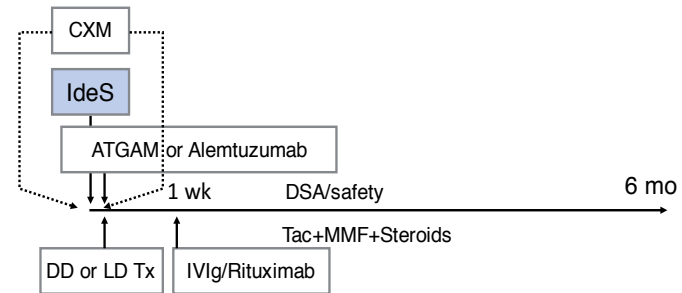 CXM
IdeS
ATGAM or Alemtuzumab
1 wk DSA/safety 6 mo
Tac+MMF+Steroids
DD or LD Tx IVIg/Rituximab